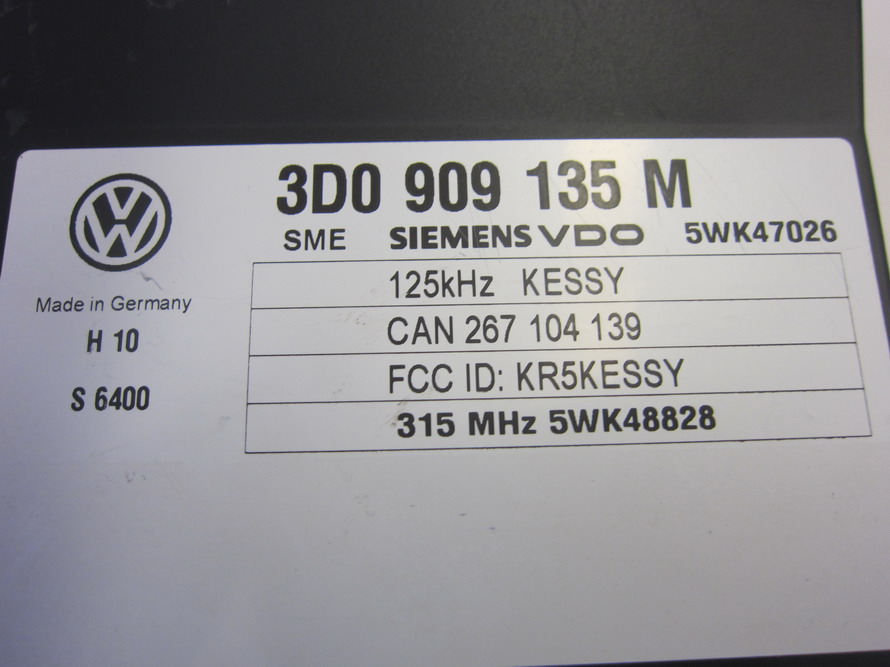 3D0 909 135 M
SME SIEMENS VDO 5WK47026
Made in Germany
H 10
S 6400
125kHz KESSY
CAN 267 104 139
FCC ID: KR5KESSY
315 MHz 5WK48828